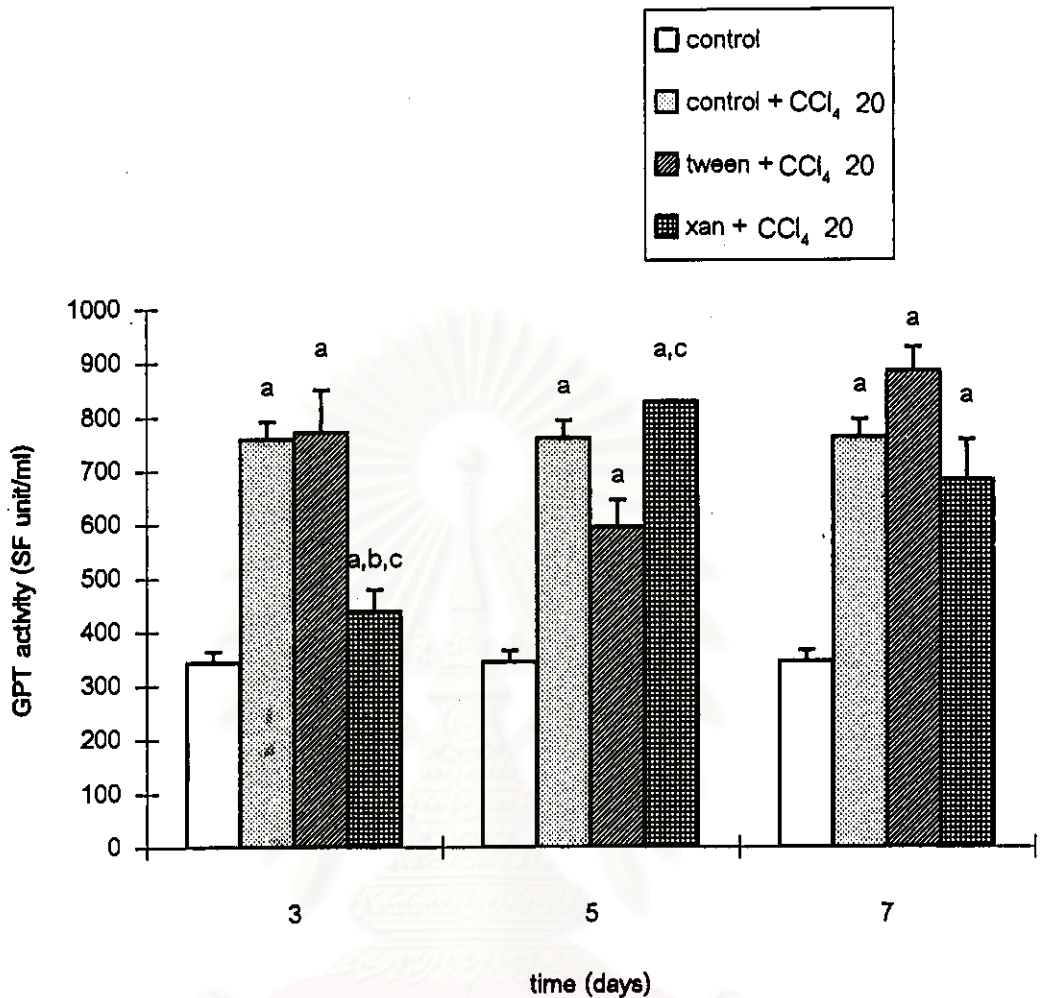 control
control + CCl₄ 20
tween + CCl₄ 20
xan + CCl₄ 20
1000
900
800
700
600
500
400
300
200
100
0
GPT activity (SF unit/ml)
a
a
a,b,c
a
a
a,c
a
a
a
3
5
7
time (days)